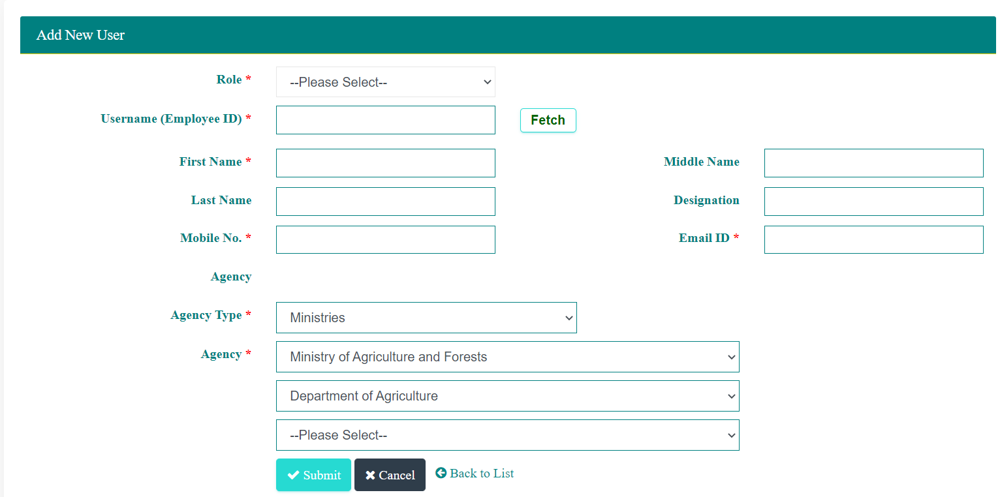 Add New User
Role *
--Please Select--
Username (Employee ID) *
Fetch
First Name *
Middle Name
Last Name
Designation
Mobile No. *
Email ID *
Agency
Agency Type *
Ministries
Agency *
Ministry of Agriculture and Forests
Department of Agriculture
--Please Select--
Submit
Cancel
Back to List